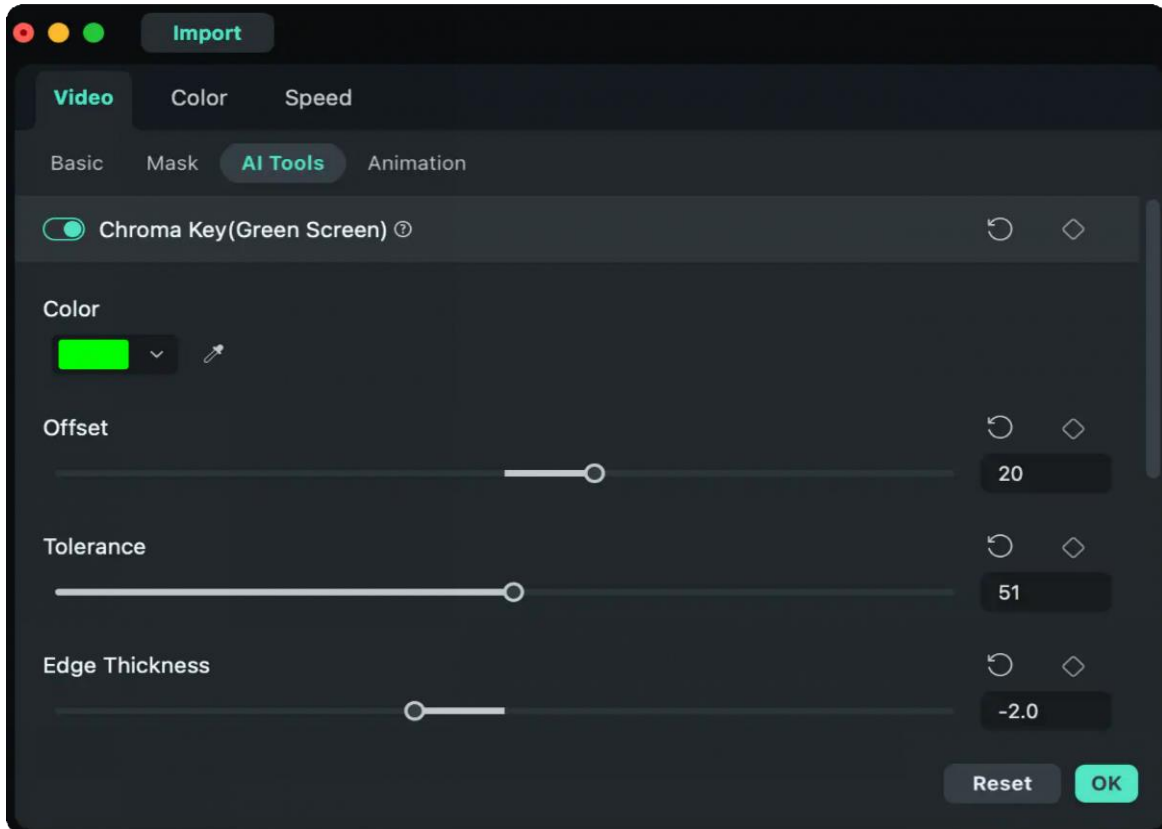 Import
Video Color Speed
Basic Mask AI Tools Animation
Chroma Key(Green Screen) ?
Color
Offset
20
Tolerance
51
Edge Thickness
-2.0
Reset OK